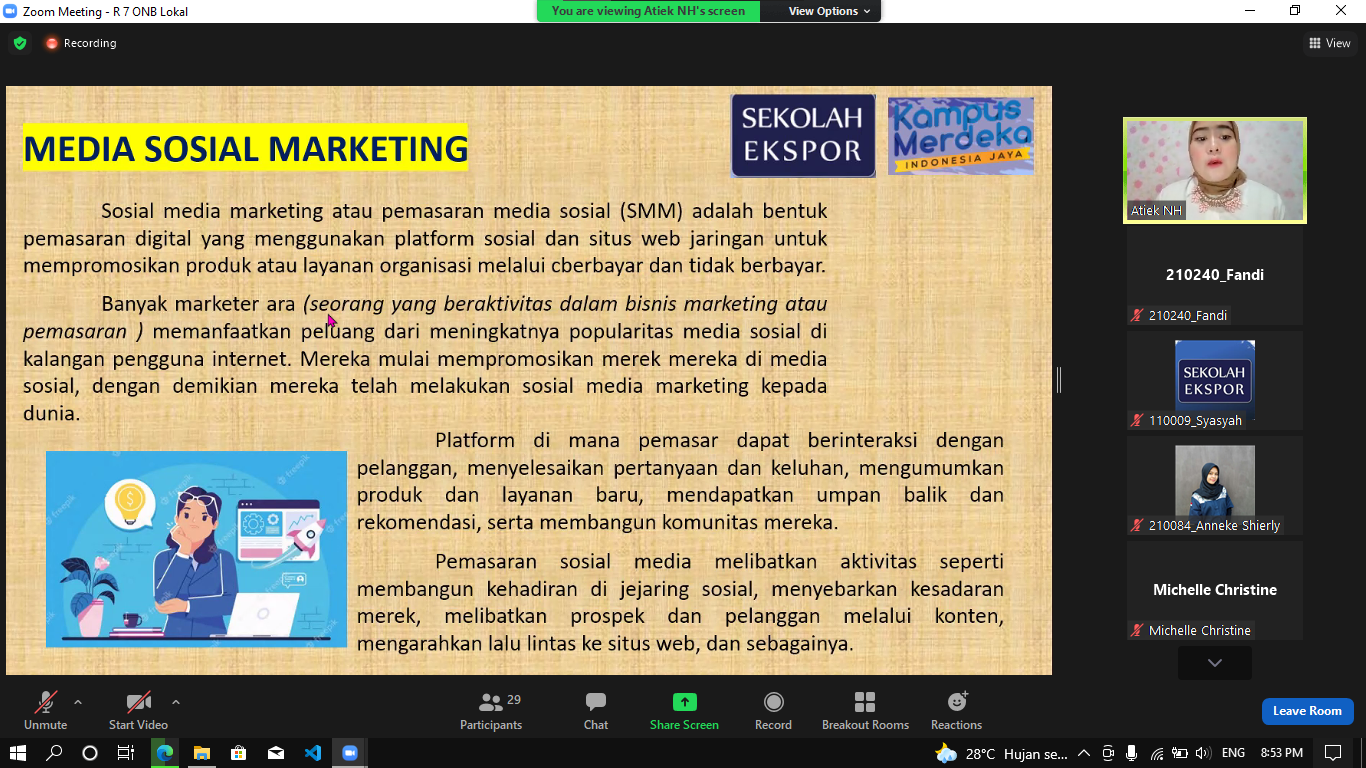 Zoom Meeting - R 7 ONB Lokal
You are viewing Atiek NH's screen
View Options
Recording
View
MEDIA SOSIAL MARKETING
SEKOLAH
EKSPOR
Kampus
Merdeka
INDONESIA JAYA
Sosial media marketing atau pemasaran media sosial (SMM) adalah bentuk
pemasaran digital yang menggunakan platform sosial dan situs web jaringan untuk
mempromosikan produk atau layanan organisasi melalui cberbayar dan tidak berbayar.
Banyak marketer ara (seorang yang beraktivitas dalam bisnis marketing atau
pemasaran ) memanfaatkan peluang dari meningkatnya popularitas media sosial di
kalangan pengguna internet. Mereka mulai mempromosikan merek mereka di media
sosial, dengan demikian mereka telah melakukan sosial media marketing kepada
dunia.
Platform di mana pemasar dapat berinteraksi dengan
pelanggan, menyelesaikan pertanyaan dan keluhan, mengumumkan
produk dan layanan baru, mendapatkan umpan balik dan
rekomendasi, serta membangun komunitas mereka.
Pemasaran sosial media melibatkan aktivitas seperti
membangun kehadiran di jejaring sosial, menyebarkan kesadaran
merek, melibatkan prospek dan pelanggan melalui konten,
mengarahkan lalu lintas ke situs web, dan sebagainya.
freepik
freepik
freepik
freepik
Atiek NH
210240_Fandi
210240_Fandi
SEKOLAH
EKSPOR
110009_Syasyah
210084_Anneke Shierly
Michelle Christine
Michelle Christine
Unmute
Start Video
29
Participants
Chat
Share Screen
Record
Breakout Rooms
Reactions
Leave Room
28°C Hujan se...
ENG
8:53 PM